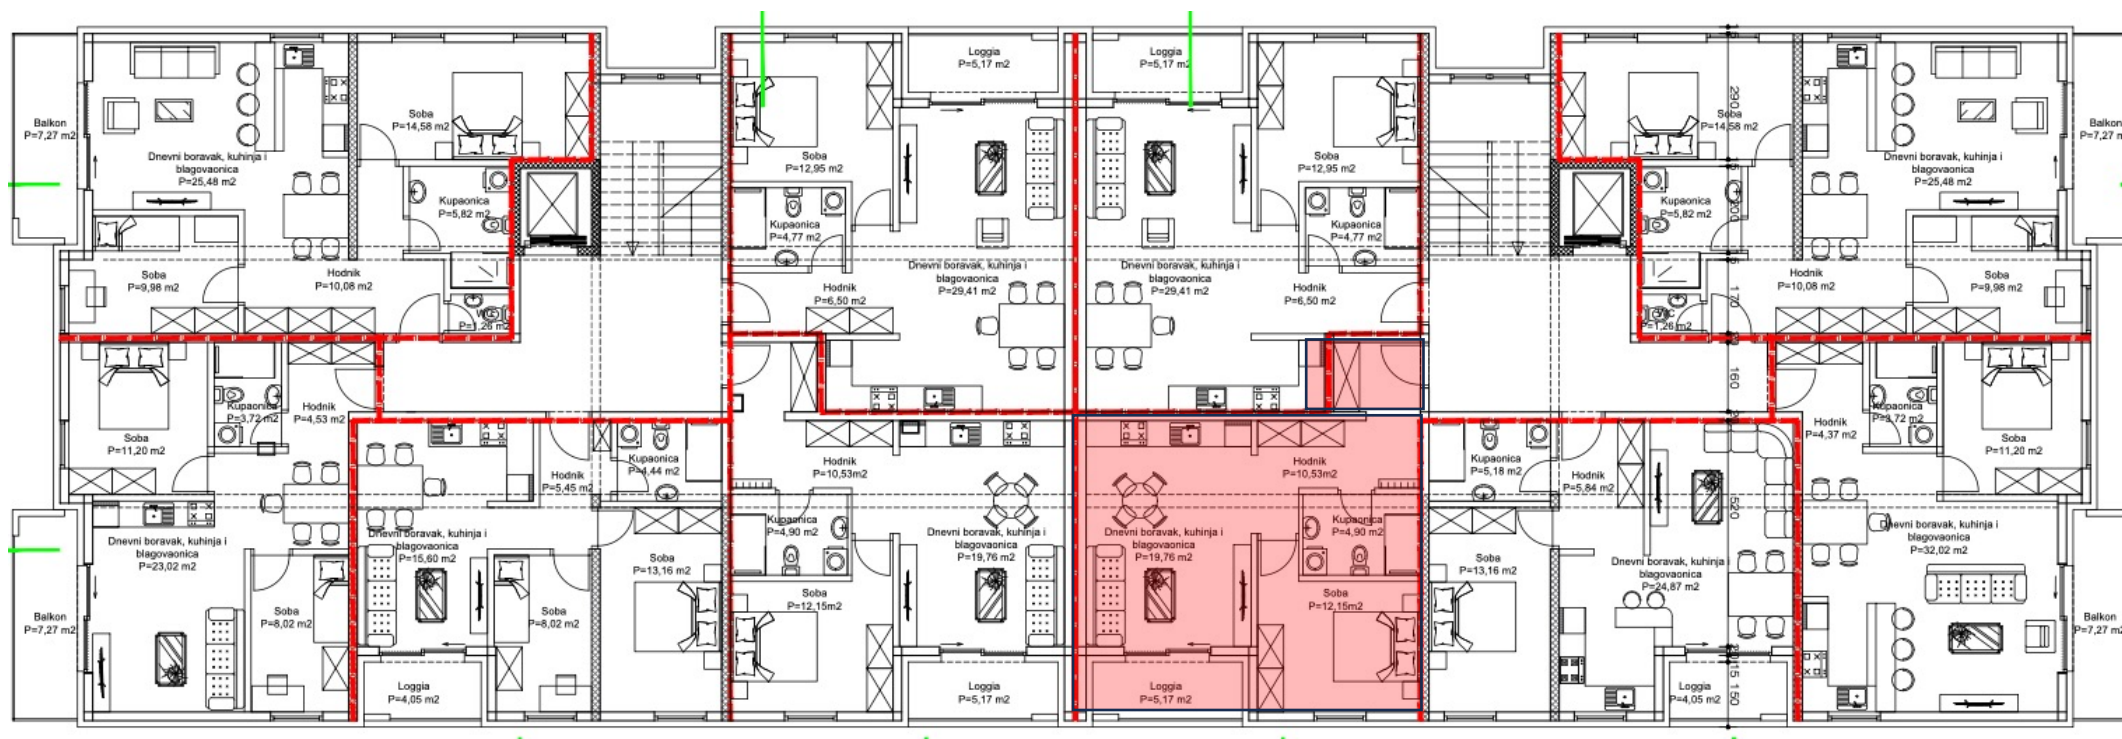 Balkon
P=7,27 m2
Dnevni boravak, kuhinja i
blagovaonica
P=25,48 m2
Soba
P=14,58 m2
Kupaonica
P=5,82 m2
Soba
P=9,98 m2
Hodnik
P=10,08 m2
WC
P=1,26 m2
Loggia
P=5,17 m2
Soba
P=12,95 m2
Kupaonica
P=4,77 m2
Hodnik
P=6,50 m2
Dnevni boravak, kuhinja i
blagovaonica
P=29,41 m2
Loggia
P=5,17 m2
Soba
P=12,95 m2
Kupaonica
P=4,77 m2
Dnevni boravak, kuhinja i
blagovaonica
P=29,41 m2
Hodnik
P=6,50 m2
Soba
P=14,58 m2
Kupaonica
P=5,82 m2
Dnevni boravak, kuhinja i
blagovaonica
P=25,48 m2
Balkon
P=7,27 m2
Hodnik
P=10,08 m2
Soba
P=9,98 m2
WC
P=1,26 m2
290
170
160
520
150
Soba
P=11,20 m2
Kupaonica
P=3,72 m2
Hodnik
P=4,53 m2
Dnevni boravak, kuhinja i
blagovaonica
P=23,02 m2
Balkon
P=7,27 m2
Soba
P=8,02 m2
Hodnik
P=5,45 m2
Kupaonica
P=4,44 m2
Dnevni boravak, kuhinja i
blagovaonica
P=15,60 m2
Soba
P=8,02 m2
Soba
P=13,16 m2
Loggia
P=4,05 m2
Hodnik
P=10,53m2
Kupaonica
P=4,90 m2
Dnevni boravak, kuhinja i
blagovaonica
P=19,76 m2
Soba
P=12,15m2
Loggia
P=5,17 m2
Hodnik
P=10,53m2
Dnevni boravak, kuhinja i
blagovaonica
P=19,76 m2
Kupaonica
P=4,90 m2
Soba
P=12,15m2
Loggia
P=5,17 m2
Kupaonica
P=5,18 m2
Hodnik
P=5,84 m2
Soba
P=13,16 m2
Dnevni boravak, kuhinja i
blagovaonica
P=24,87 m2
Loggia
P=4,05 m2
Hodnik
P=4,37 m2
Kupaonica
P=3,72 m2
Soba
P=11,20 m2
Dnevni boravak, kuhinja i
blagovaonica
P=32,02 m2
Balkon
P=7,27 m2